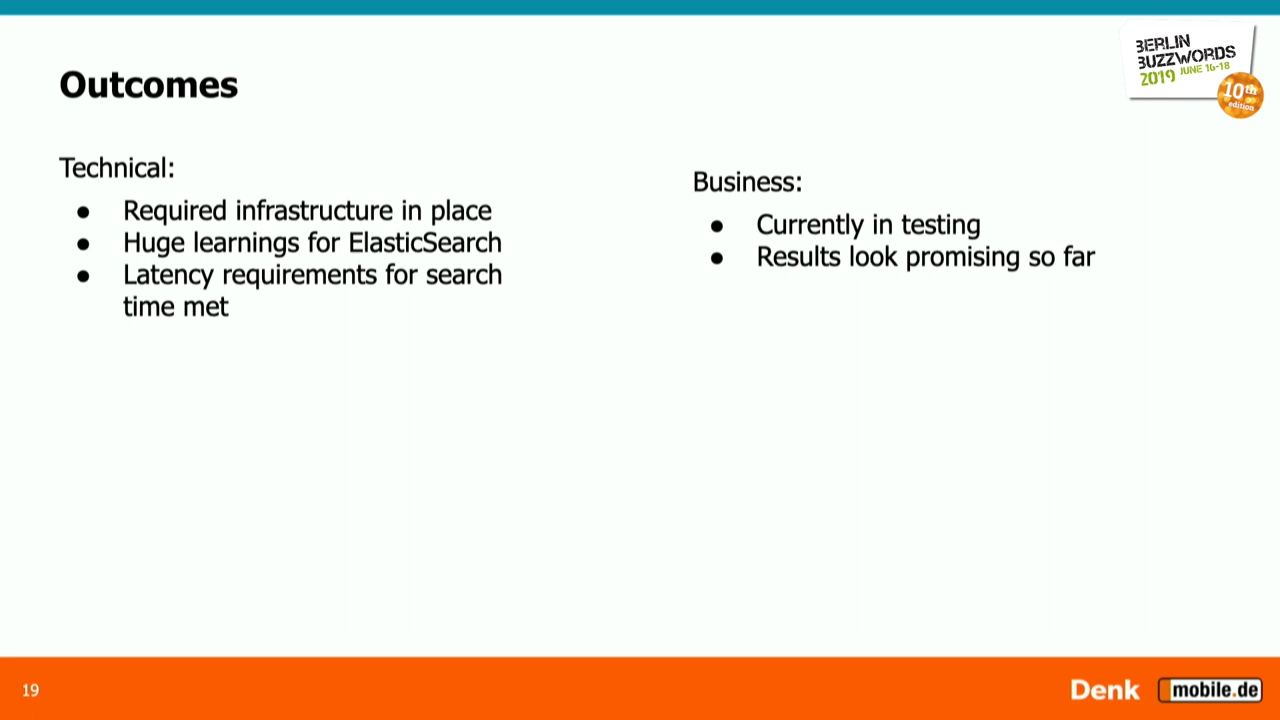 BERLIN
BUZZWORDS
2019 JUNE 16-18
10th
edition
Outcomes
Technical:
● Required infrastructure in place
● Huge learnings for ElasticSearch
● Latency requirements for search
time met
Business:
● Currently in testing
● Results look promising so far
19
Denk mobile.de